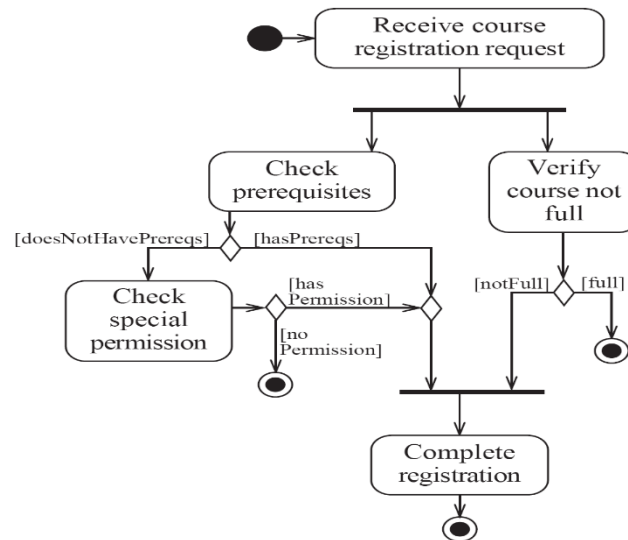 Receive course
registration request
Check
prerequisites
Verify
course not
full
[doesNotHavePrereqs]
[hasPrereqs]
[notFull]
[full]
Check
special
permission
[has
Permission]
[no
Permission]
Complete
registration